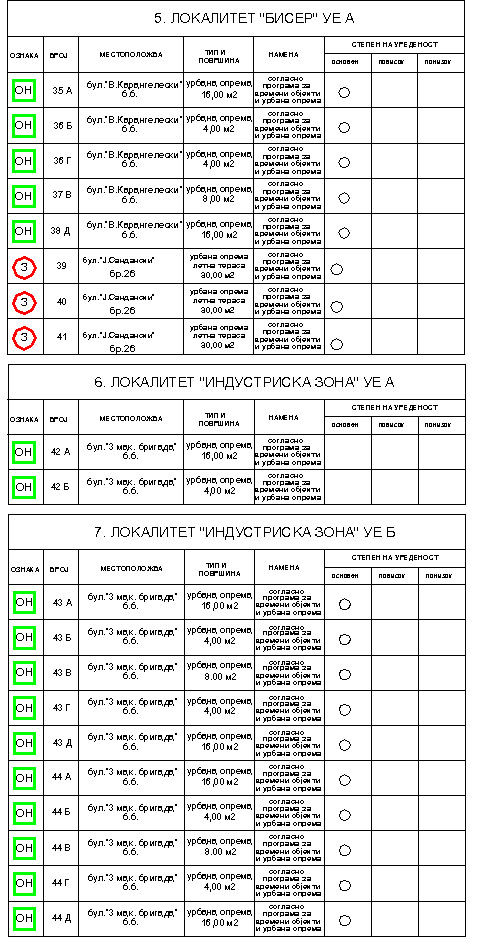 5. ЛОКАЛИТЕТ "БИСЕР" УЕ А
ОЗНАКА БРОЈ МЕСТОПОЛОЖБА ТИП И ПОВРШИНА НАМЕНА СТЕПЕН НА УРЕДЕНОСТ
ОСНОВЕН ПОВИСОК ПОНИЗОК
ОН 35 А бул."В.Карангелески" б.б. урбана, опрема, 16,00 м2 согласно програма за времени објекти и урбана опрема
ОН 36 Б бул."В.Карангелески" б.б. урбана, опрема, 4,00 м2 согласно програма за времени објекти и урбана опрема
ОН 36 Г бул."В.Карангелески" б.б. урбана, опрема, 4,00 м2 согласно програма за времени објекти и урбана опрема
ОН 37 В бул."В.Карангелески" б.б. урбана, опрема, 8,00 м2 согласно програма за времени објекти и урбана опрема
ОН 38 Д бул."В.Карангелески" б.б. урбана, опрема, 16,00 м2 согласно програма за времени објекти и урбана опрема
3 39 бул."Ј.Сандански" бр.26 урбана опрема летна тераса 30,00 м2 согласно програма за времени објекти и урбана опрема
3 40 бул."Ј.Сандански" бр.26 урбана опрема летна тераса 30,00 м2 согласно програма за времени објекти и урбана опрема
3 41 бул."Ј.Сандански" бр.26 урбана опрема летна тераса 30,00 м2 согласно програма за времени објекти и урбана опрема
6. ЛОКАЛИТЕТ "ИНДУСТРИСКА ЗОНА" УЕ А
ОЗНАКА БРОЈ МЕСТОПОЛОЖБА ТИП И ПОВРШИНА НАМЕНА СТЕПЕН НА УРЕДЕНОСТ
ОСНОВЕН ПОВИСОК ПОНИЗОК
ОН 42 А бул."3 мак. бригада," б.б. урбана, опрема, 16,00 м2 согласно програма за времени објекти и урбана опрема
ОН 42 Б бул."3 мак. бригада," б.б. урбана, опрема, 4,00 м2 согласно програма за времени објекти и урбана опрема
7. ЛОКАЛИТЕТ "ИНДУСТРИСКА ЗОНА" УЕ Б
ОЗНАКА БРОЈ МЕСТОПОЛОЖБА ТИП И ПОВРШИНА НАМЕНА СТЕПЕН НА УРЕДЕНОСТ
ОСНОВЕН ПОВИСОК ПОНИЗОК
ОН 43 А бул."3 мак. бригада," б.б. урбана, опрема, 16,00 м2 согласно програма за времени објекти и урбана опрема
ОН 43 Б бул."3 мак. бригада," б.б. урбана, опрема, 4,00 м2 согласно програма за времени објекти и урбана опрема
ОН 43 В бул."3 мак. бригада," б.б. урбана, опрема, 8.00 м2 согласно програма за времени објекти и урбана опрема
ОН 43 Г бул."3 мак. бригада," б.б. урбана, опрема, 4,00 м2 согласно програма за времени објекти и урбана опрема
ОН 43 Д бул."3 мак. бригада," б.б. урбана, опрема, 16,00 м2 согласно програма за времени објекти и урбана опрема
ОН 44 А бул."3 мак. бригада," б.б. урбана, опрема, 16,00 м2 согласно програма за времени објекти и урбана опрема
ОН 44 Б бул."3 мак. бригада," б.б. урбана, опрема, 4,00 м2 согласно програма за времени објекти и урбана опрема
ОН 44 В бул."3 мак. бригада," б.б. урбана, опрема, 8.00 м2 согласно програма за времени објекти и урбана опрема
ОН 44 Г бул."3 мак. бригада," б.б. урбана, опрема, 4,00 м2 согласно програма за времени објекти и урбана опрема
ОН 44 Д бул."3 мак. бригада," б.б. урбана, опрема, 16,00 м2 согласно програма за времени објекти и урбана опрема